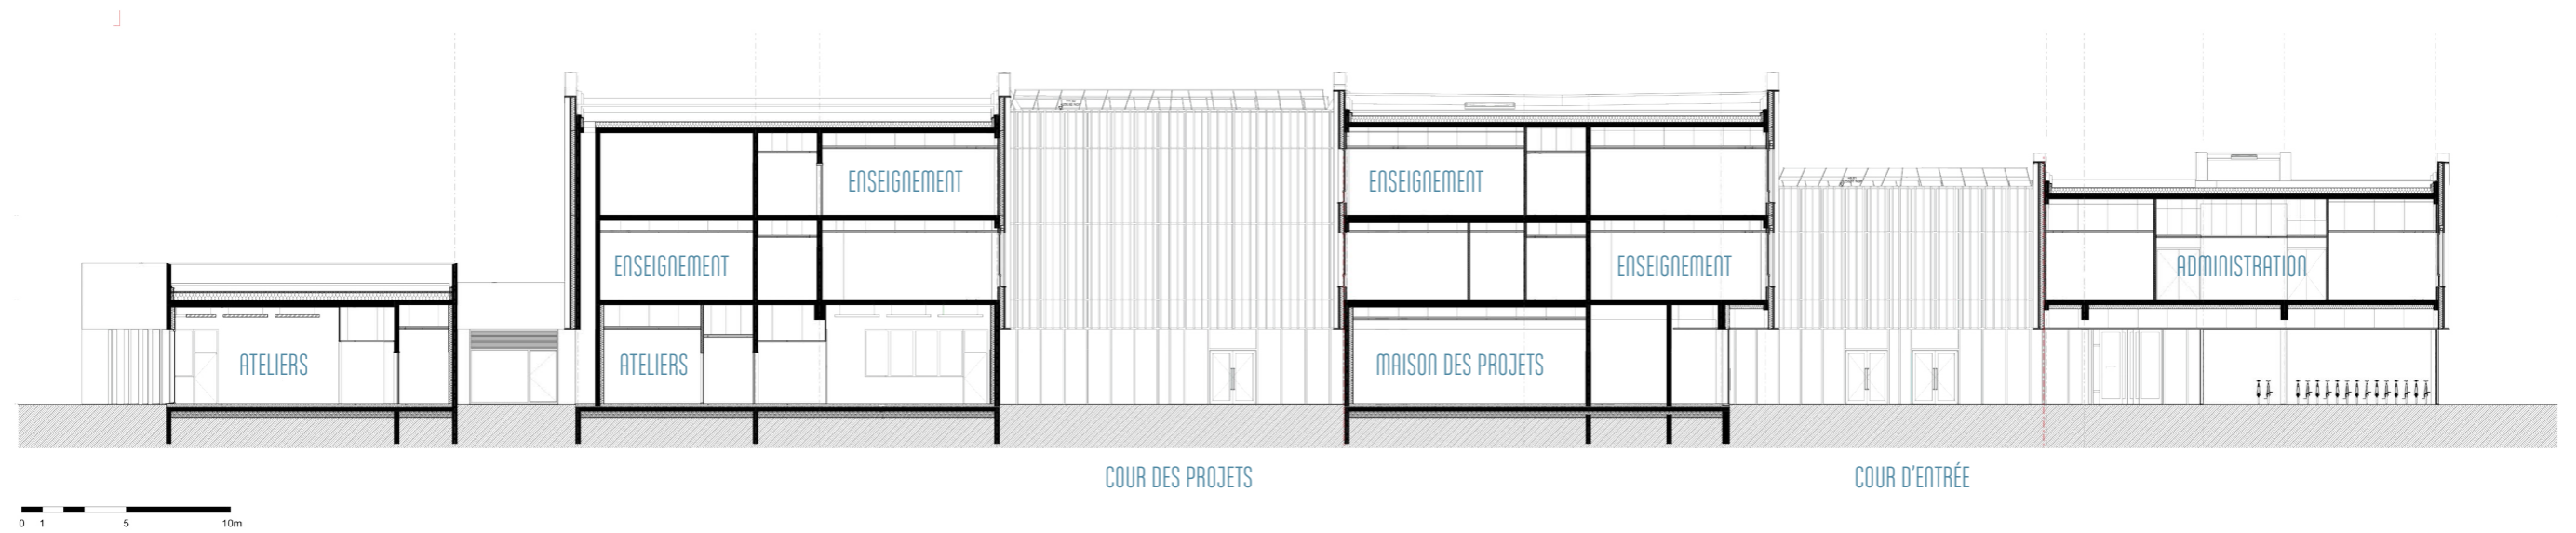 ENSEIGNEMENT
ENSEIGNEMENT
ENSEIGNEMENT
ENSEIGNEMENT
ADMINISTRATION
ATELIERS
ATELIERS
MAISON DES PROJETS
COUR DES PROJETS
COUR D'ENTRÉE
0 1 5 10m